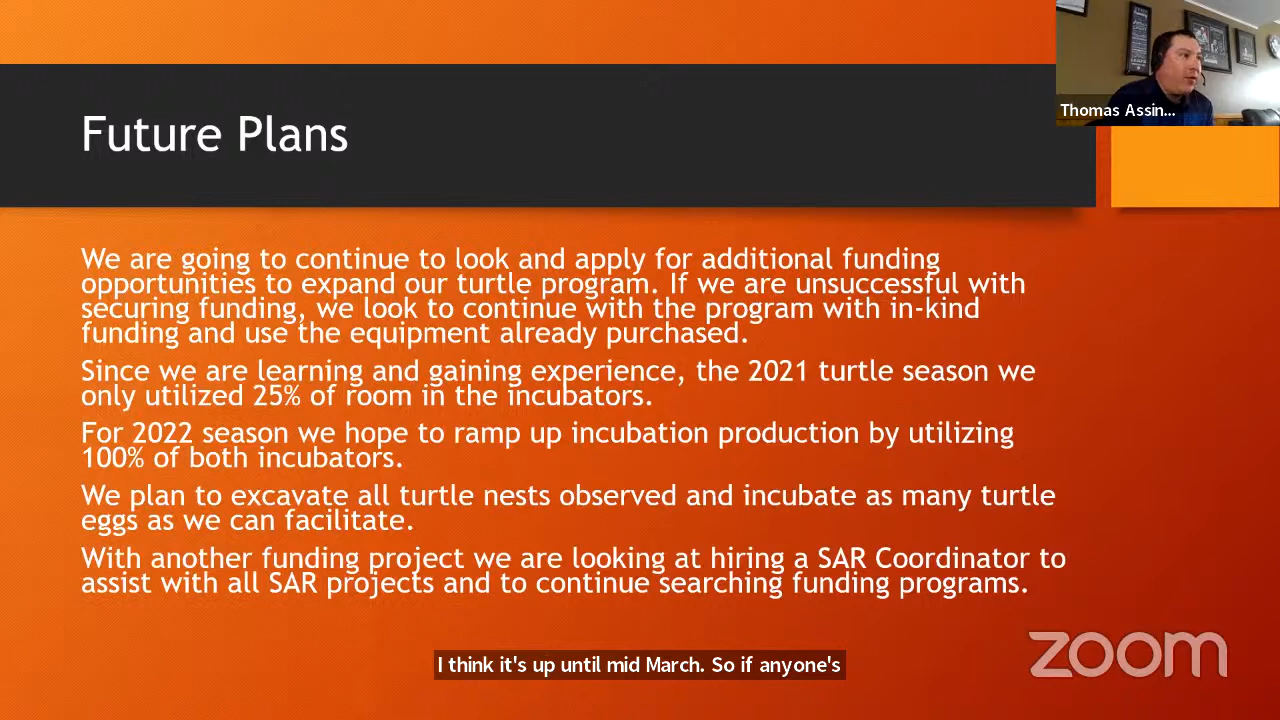 Thomas Assin...
Future Plans
We are going to continue to look and apply for additional funding
opportunities to expand our turtle program. If we are unsuccessful with
securing funding, we look to continue with the program with in-kind
funding and use the equipment already purchased.
Since we are learning and gaining experience, the 2021 turtle season we
only utilized 25% of room in the incubators.
For 2022 season we hope to ramp up incubation production by utilizing
100% of both incubators.
We plan to excavate all turtle nests observed and incubate as many turtle
eggs as we can facilitate.
With another funding project we are looking at hiring a SAR Coordinator to
assist with all SAR projects and to continue searching funding programs.
I think it's up until mid March. So if anyone's
zoom